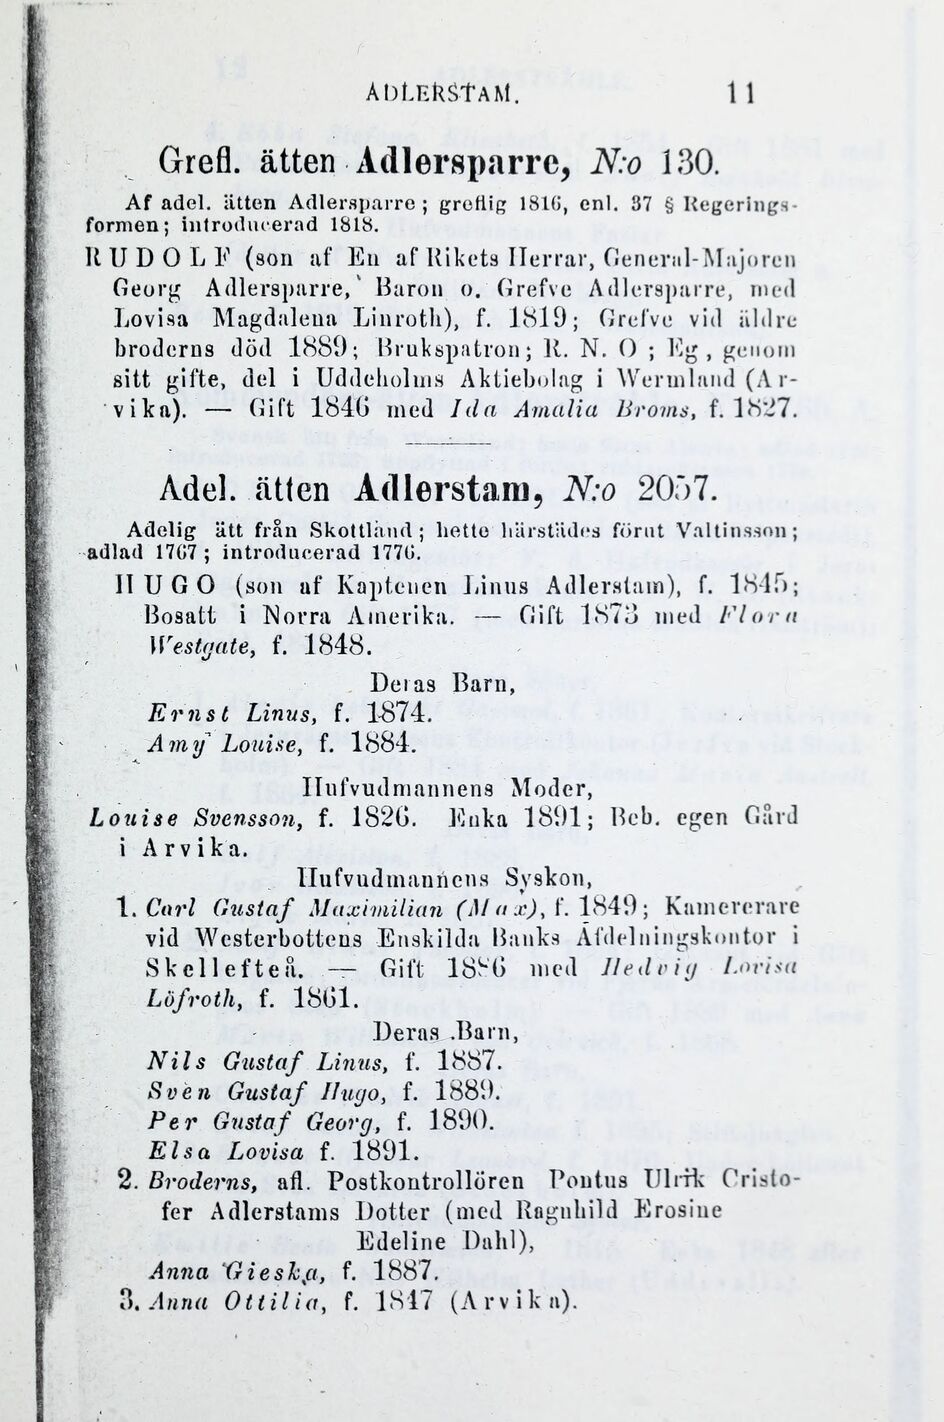 ADLERSTAM. 11
Grefl. ätten Adlersparre, N:o 130.
Af adel. ätten Adlersparre; greflig 1816, enl. 37 § Regerings-
formen; introducerad 1818.
RUDOLF (son af En af Rikets Herrar, General-Majoren
Georg Adlersparre, Baron o. Grefve Adlersparre, med
Lovisa Magdalena Linroth), f. 1819; Grefve vid äldre
broderns död 1889; Brukspatron; R. N. O; Eg, genom
sitt gifte, del i Uddeholms Aktiebolag i Wermland (Ar-
vika). — Gift 1846 med Ida Amalia Broms, f. 1827.
Adel. ätten Adlerstam, N:o 2057.
Adelig ätt från Skottland; hette härstädes förut Valtinsson;
adlad 1767; introducerad 1776.
HUGO (son af Kaptenen Linus Adlerstam), f. 1845;
Bosatt i Norra Amerika. — Gift 1873 med Flora
Westgate, f. 1848.
Deras Barn,
Ernst Linus, f. 1874.
Amy Louise, f. 1884.
Hufvudmannens Moder,
Louise Svensson, f. 1826. Enka 1891; Beb. egen Gård
i Arvika.
Hufvudmannens Syskon,
1. Carl Gustaf Maximilian (Max), f. 1849; Kamererare
vid Westerbottens Enskilda Banks Afdelningskontor i
Skellefteå. — Gift 1886 med Hedvig Lovisa
Löfroth, f. 1861.
Deras Barn,
Nils Gustaf Linus, f. 1887.
Sven Gustaf Hugo, f. 1889.
Per Gustaf Georg, f. 1890.
Elsa Lovisa f. 1891.
2. Broderns, afl. Postkontrollören Pontus Ulrik Cristo-
fer Adlerstams Dotter (med Ragnhild Erosine
Edeline Dahl),
Anna Gieska, f. 1887.
3. Anna Ottilia, f. 1847 (Arvika).